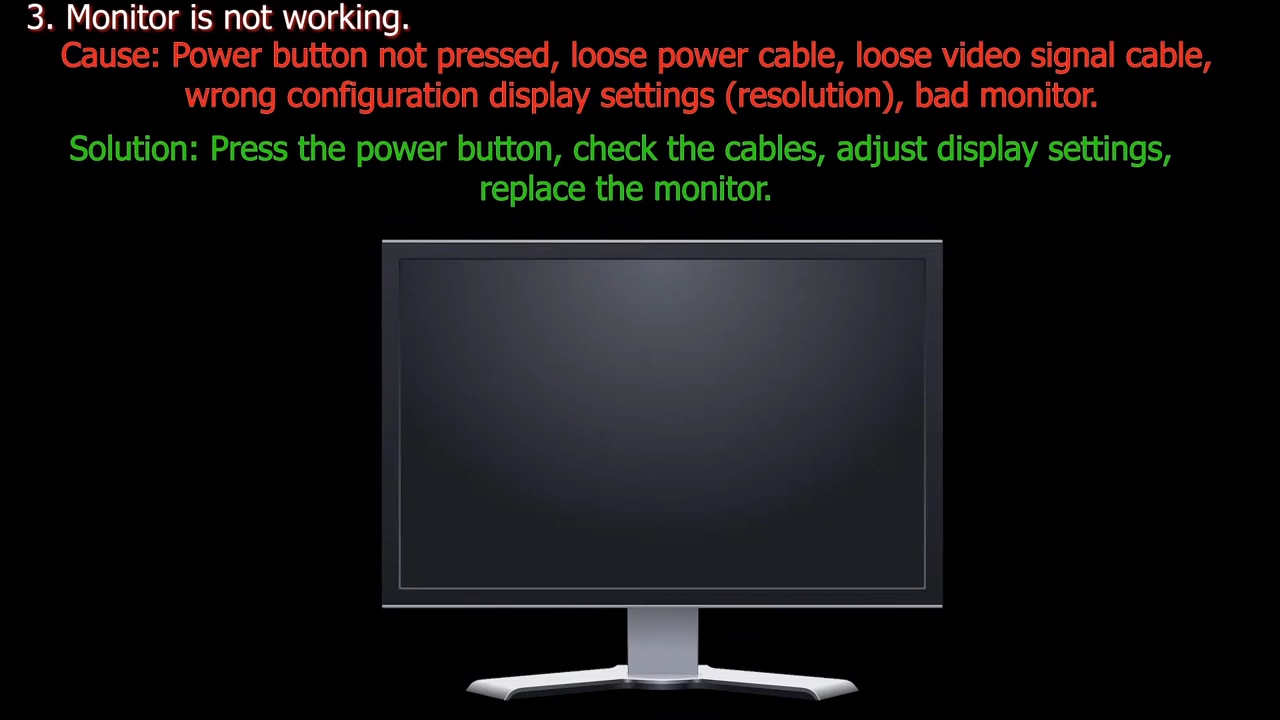 3. Monitor is not working.
Cause: Power button not pressed, loose power cable, loose video signal cable,
wrong configuration display settings (resolution), bad monitor.
Solution: Press the power button, check the cables, adjust display settings,
replace the monitor.